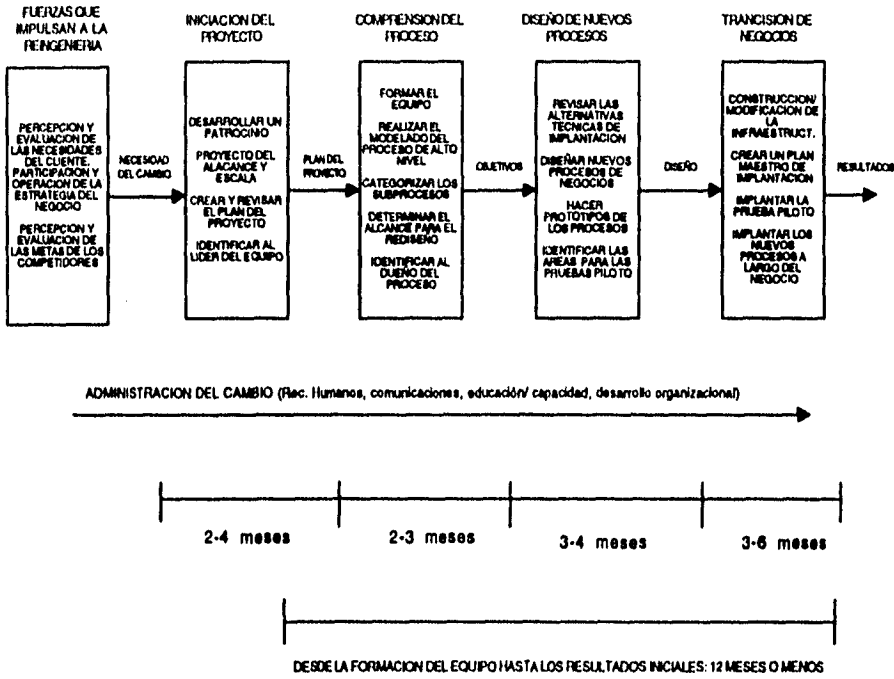 FUERZAS QUE
IMPULSAN A LA
REINGENIERIA
INICIACION DEL
PROYECTO
COMPRENSION DEL
PROCESO
DISEÑO DE NUEVOS
PROCESOS
TRANCISION DE
NEGOCIOS
PERCEPCION Y
EVALUACION DE
LAS NECESIDADES
DEL CLIENTE.
PARTICIPACION Y
OPERACION DE LA
ESTRATEGIA DEL
NEGOCIO
PERCEPCION Y
EVALUACION DE
LAS METAS DE LOS
COMPETIDORES
NECESIDAD
DEL CAMBIO
DESARROLLAR UN
PATROCINIO
PROYECTO DEL
ALACANCE Y
ESCALA
CREAR Y REVISAR
EL PLAN DEL
PROYECTO
IDENTIFICAR AL
LIDER DEL EQUIPO
PLAN DEL
PROYECTO
FORMAR EL
EQUIPO
REALIZAR EL
MODELADO DEL
PROCESO DE ALTO
NIVEL
CATEGORIZAR LOS
SUBPROCESOS
DETERMINAR EL
ALCANCE PARA EL
REDISEÑO
IDENTIFICAR AL
DUEÑO DEL
PROCESO
OBJETIVOS
REVISAR LAS
ALTERNATIVAS
TECNICAS DE
IMPLANTACION
DISEÑAR NUEVOS
PROCESOS DE
NEGOCIOS
HACER
PROTOTIPOS DE
LOS PROCESOS
IDENTIFICAR LAS
AREAS PARA LAS
PRUEBAS PILOTO
DISEÑO
CONSTRUCCION/
MODIFICACION DE
LA
INFRAESTRUCT.
CREAR UN PLAN
MAESTRO DE
IMPLANTACION
IMPLANTAR LA
PRUEBA PILOTO
IMPLANTAR LOS
NUEVOS
PROCESOS A
LARGO DEL
NEGOCIO
RESULTADOS
ADMINISTRACION DEL CAMBIO (Rec. Humanos, comunicaciones, educación/ capacidad, desarrollo organizacional)
2-4 meses
2-3 meses
3-4 meses
3-6 meses
DESDE LA FORMACION DEL EQUIPO HASTA LOS RESULTADOS INICIALES: 12 MESES O MENOS